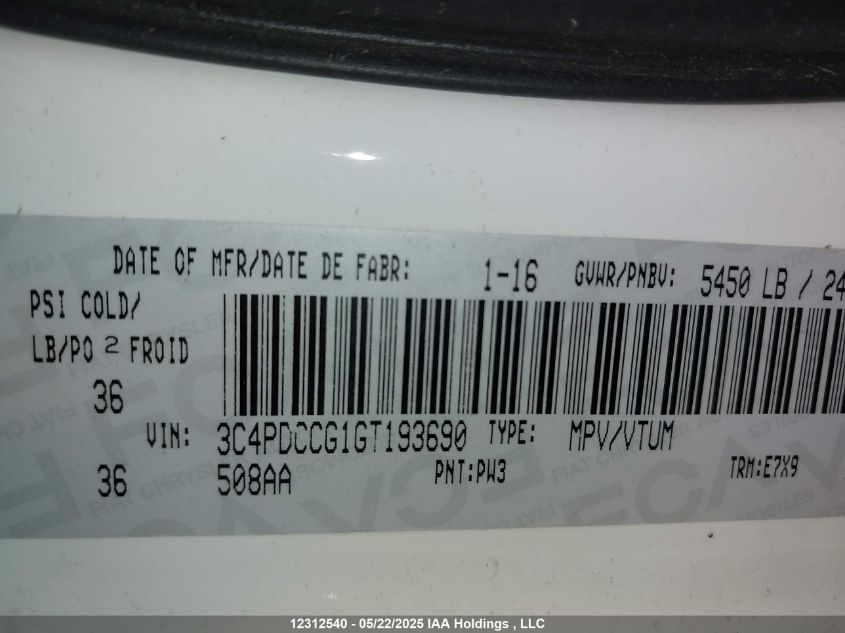 DATE OF MFR/DATE DE FABR: 1-16 GVWR/PNBV: 5450 LB / 24
PSI COLD/
LB/PO 2 FROID
36
VIN: 3C4PDCCG1GT193690 TYPE: MPV/VTUM
36 508AA PNT:PW3 TRM:E7X9
12312540 - 05/22/2025 IAA Holdings , LLC